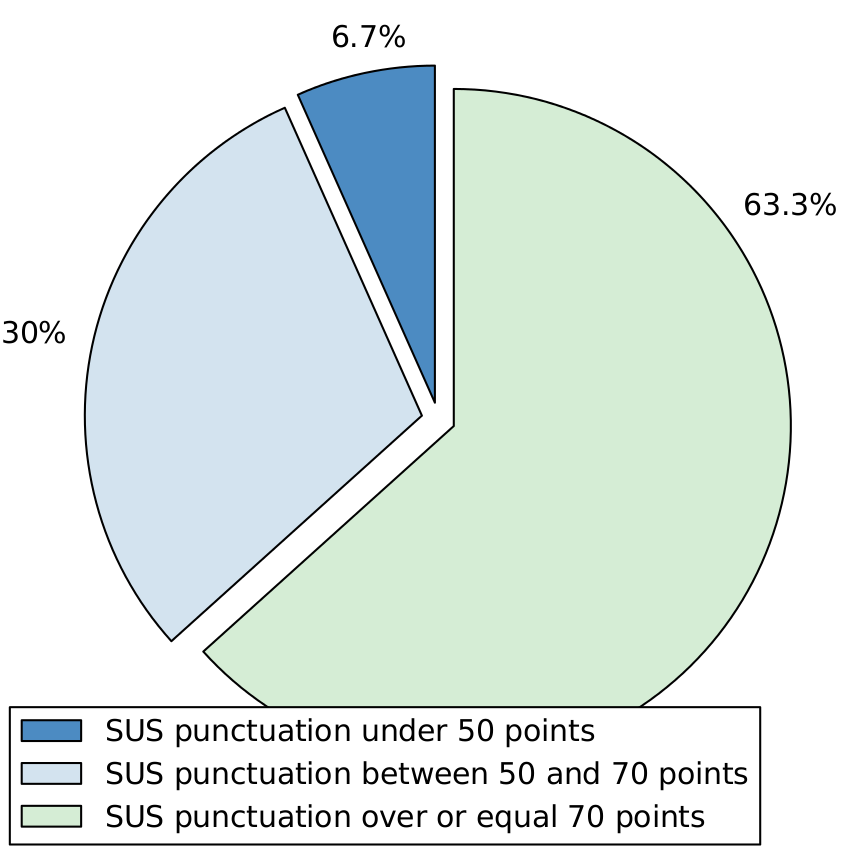 6.7%
63.3%
30%
SUS punctuation under 50 points
SUS punctuation between 50 and 70 points
SUS punctuation over or equal 70 points